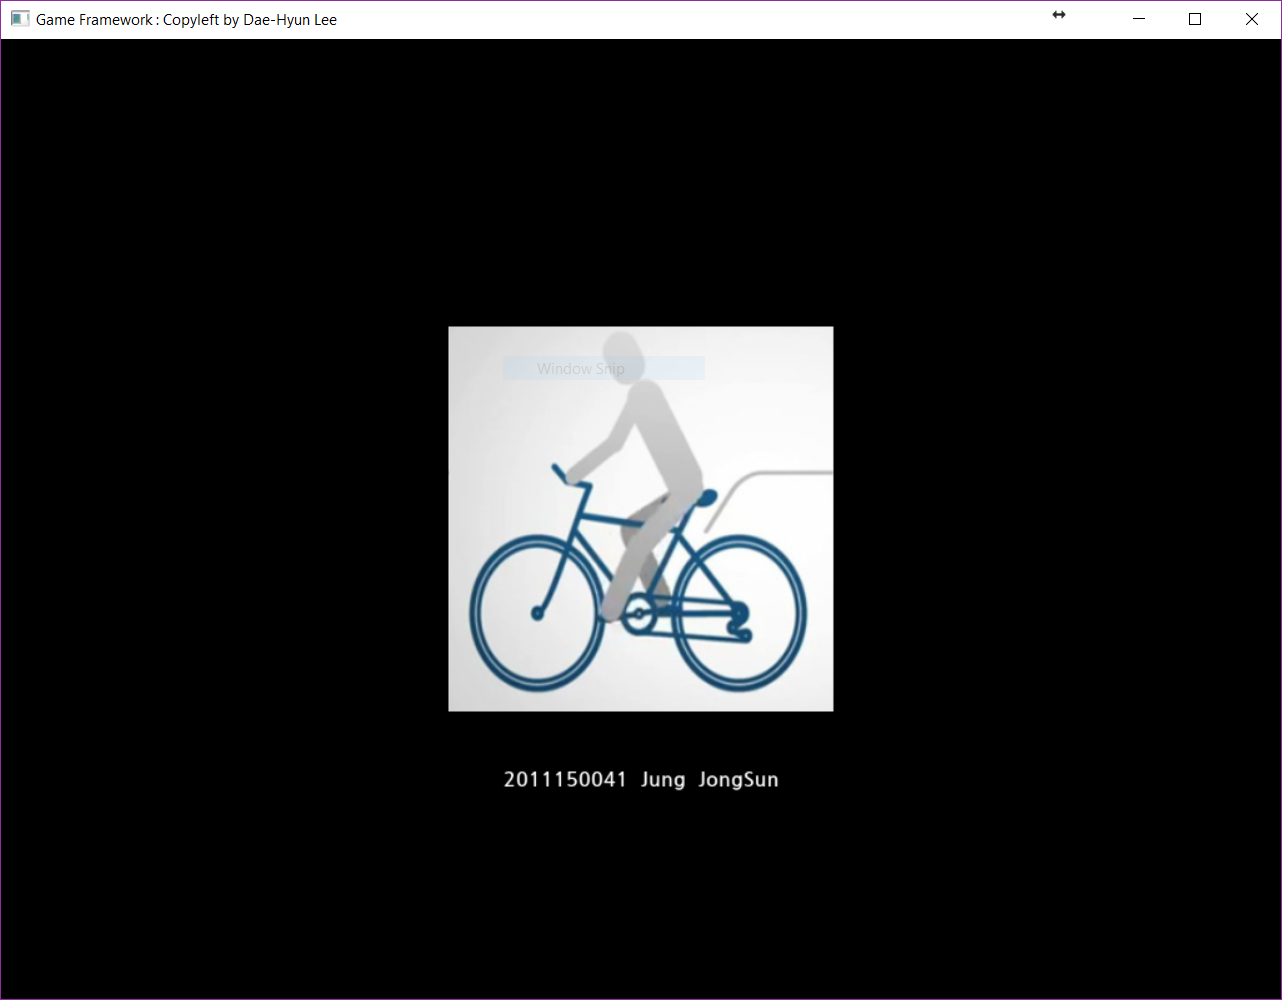 Game Framework : Copyleft by Dae-Hyun Lee
Window Snip
2011150041 Jung JongSun